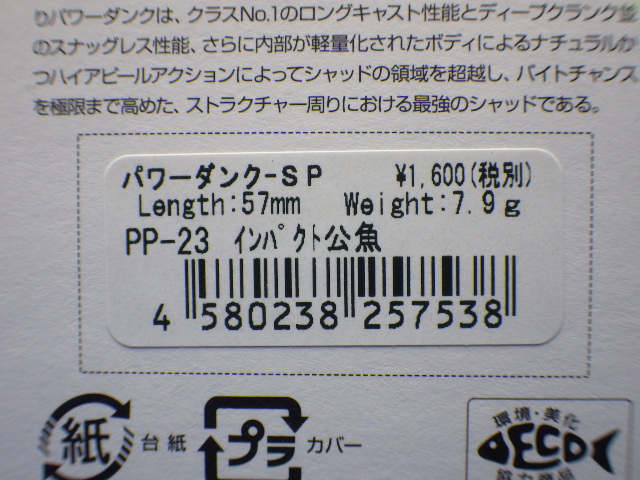 りパワーダンクは、クラスNo.1のロングキャスト性能とディープクランク並
のスナッグレス性能、さらに内部が軽量化されたボディによるナチュラルか
つハイアピールアクションによってシャッドの領域を超越し、バイトチャンス
を極限まで高めた、ストラクチャー周りにおける最強のシャッドである。
パワーダンク-SP ¥1,600(税別)
Length:57mm Weight:7.9g
PP-23 インパクト公魚
4 580238 257538
紙 台紙 プラ カバー
環境・美化
ECO
協力商品